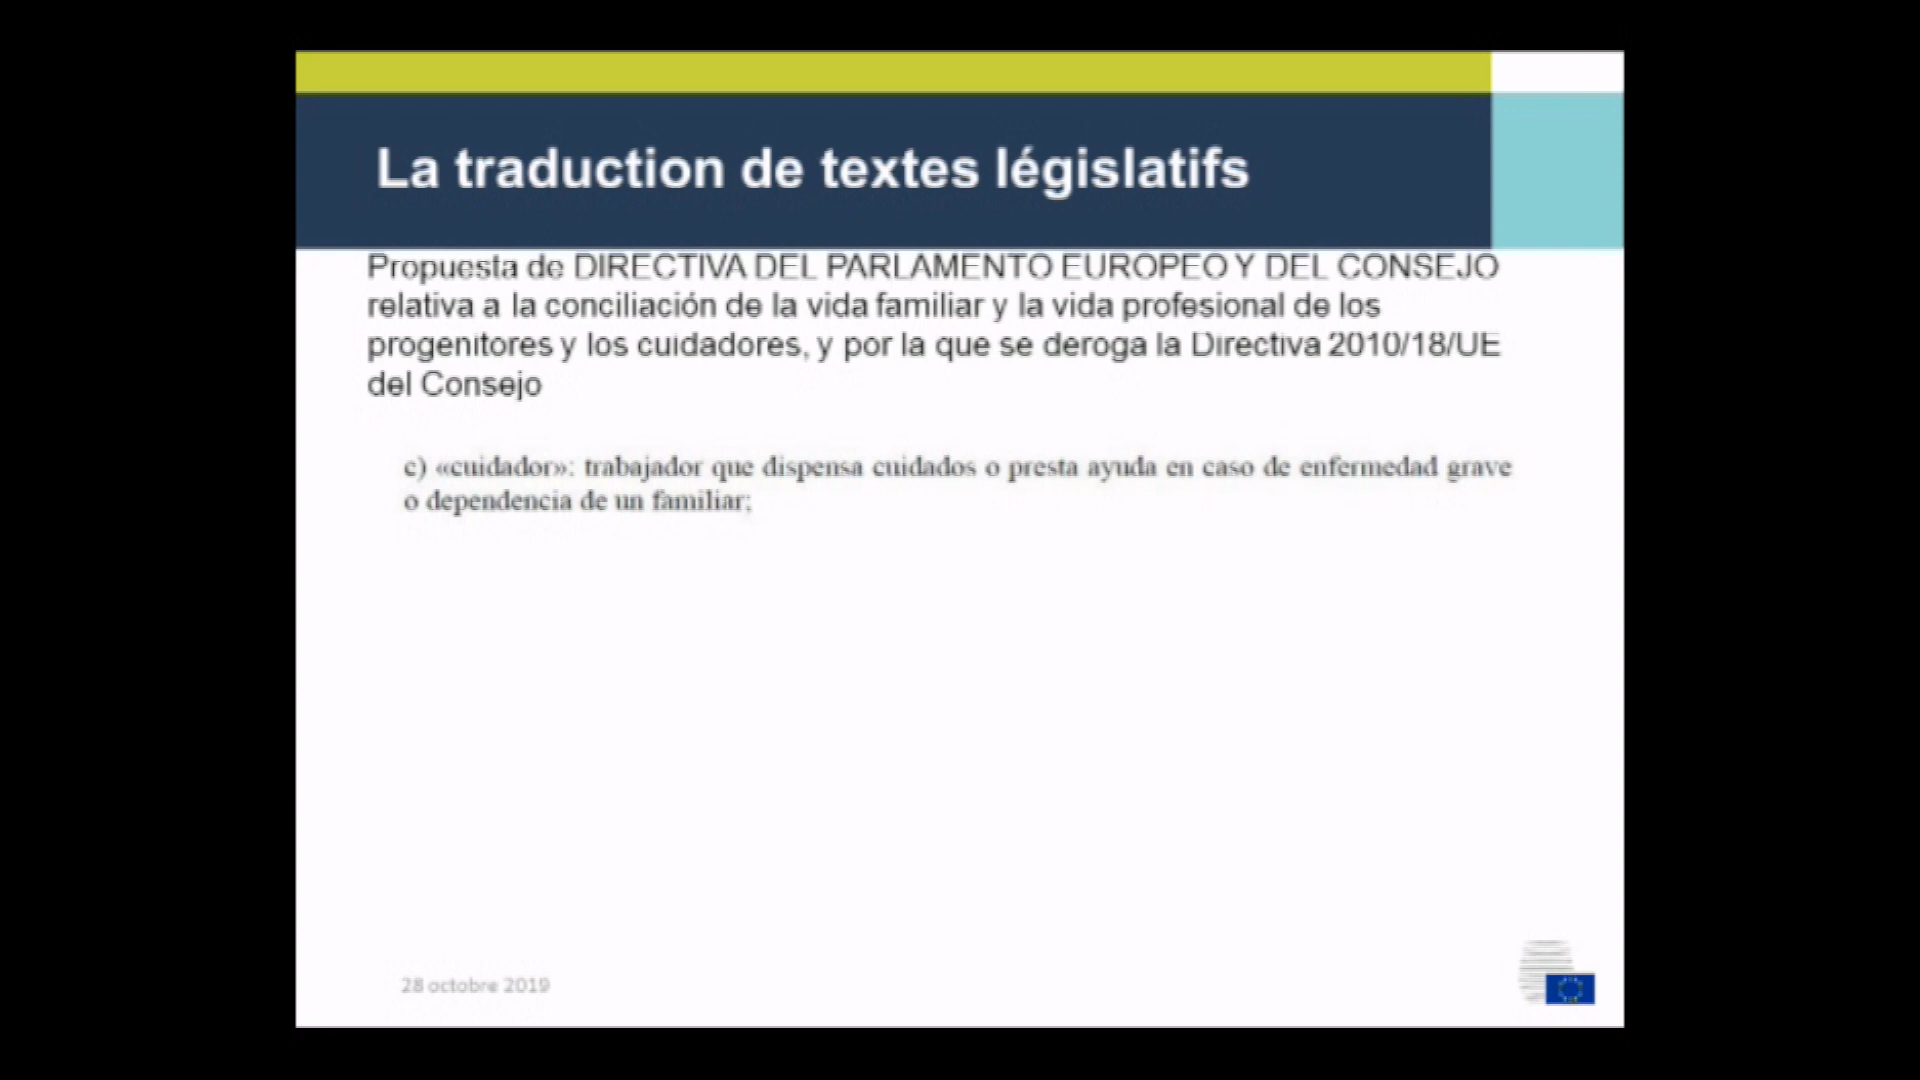 La traduction de textes législatifs
Propuesta de DIRECTIVA DEL PARLAMENTO EUROPEO Y DEL CONSEJO
relativa a la conciliación de la vida familiar y la vida profesional de los
progenitores y los cuidadores, y por la que se deroga la Directiva 2010/18/UE
del Consejo
c) «cuidador»: trabajador que dispensa cuidados o presta ayuda en caso de enfermedad grave
o dependencia de un familiar;
28 octobre 2019